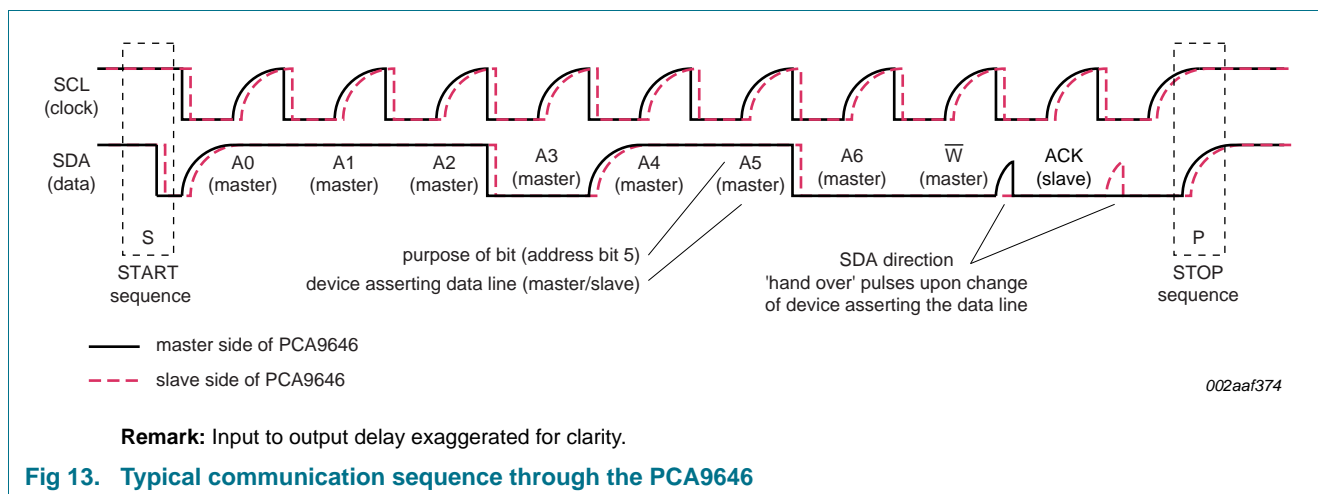 SCL
(clock)
SDA
(data)
A0
(master)
A1
(master)
A2
(master)
A3
(master)
A4
(master)
A5
(master)
A6
(master)
W̅
(master)
ACK
(slave)
S
START
sequence
P
STOP
sequence
purpose of bit (address bit 5)
device asserting data line (master/slave)
SDA direction
'hand over' pulses upon change
of device asserting the data line
master side of PCA9646
slave side of PCA9646
002aaf374
Remark: Input to output delay exaggerated for clarity.
Fig 13. Typical communication sequence through the PCA9646